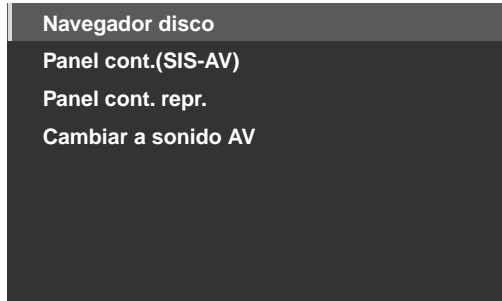 Navegador disco
Panel cont.(SIS-AV)
Panel cont. repr.
Cambiar a sonido AV